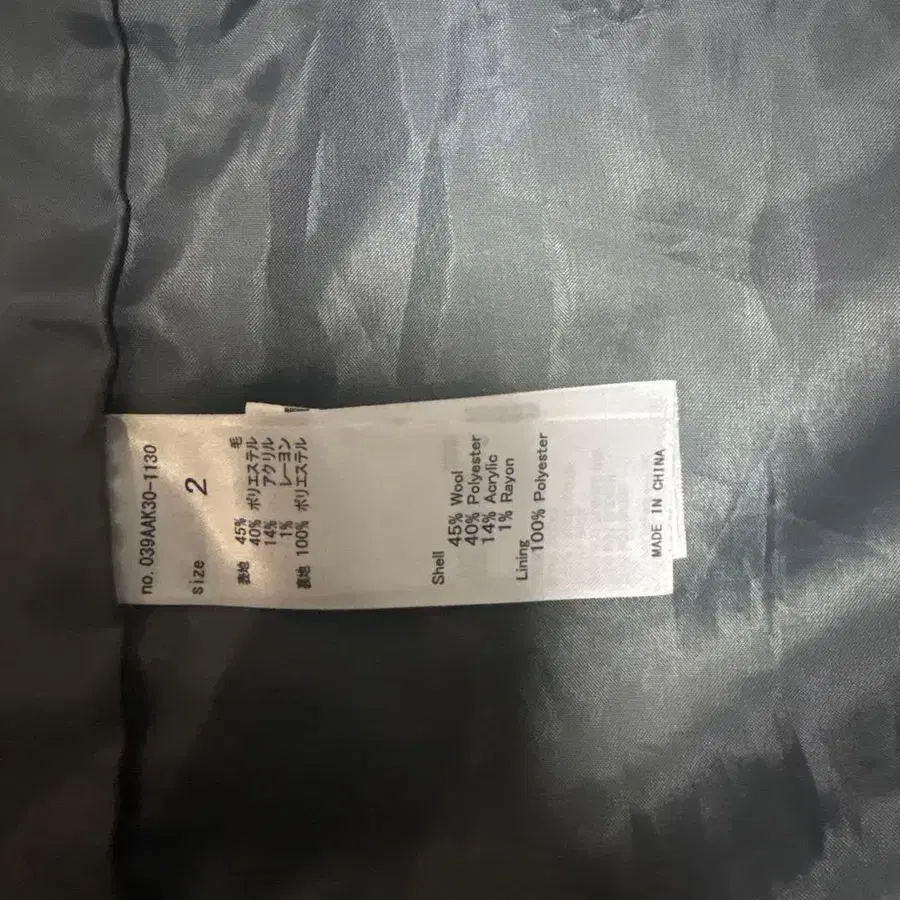 no. 039AAK30-1130
size 2
表地 45% 毛
40% ポリエステル
14% アクリル
1% レーヨン
裏地 100% ポリエステル
Shell
45% Wool
40% Polyester
14% Acrylic
1% Rayon
Lining
100% Polyester
MADE IN CHINA